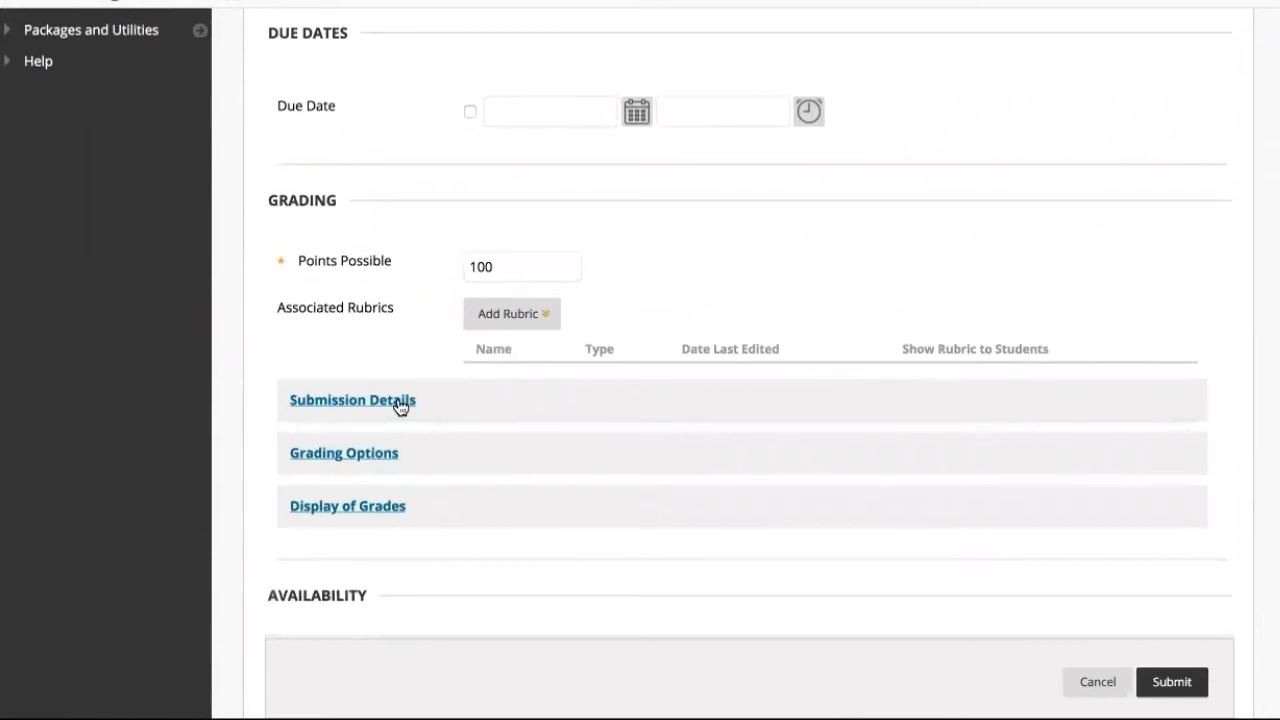 Packages and Utilities
Help
DUE DATES
Due Date
GRADING
* Points Possible
100
Associated Rubrics
Add Rubric
Name Type Date Last Edited Show Rubric to Students
Submission Details
Grading Options
Display of Grades
AVAILABILITY
Cancel Submit